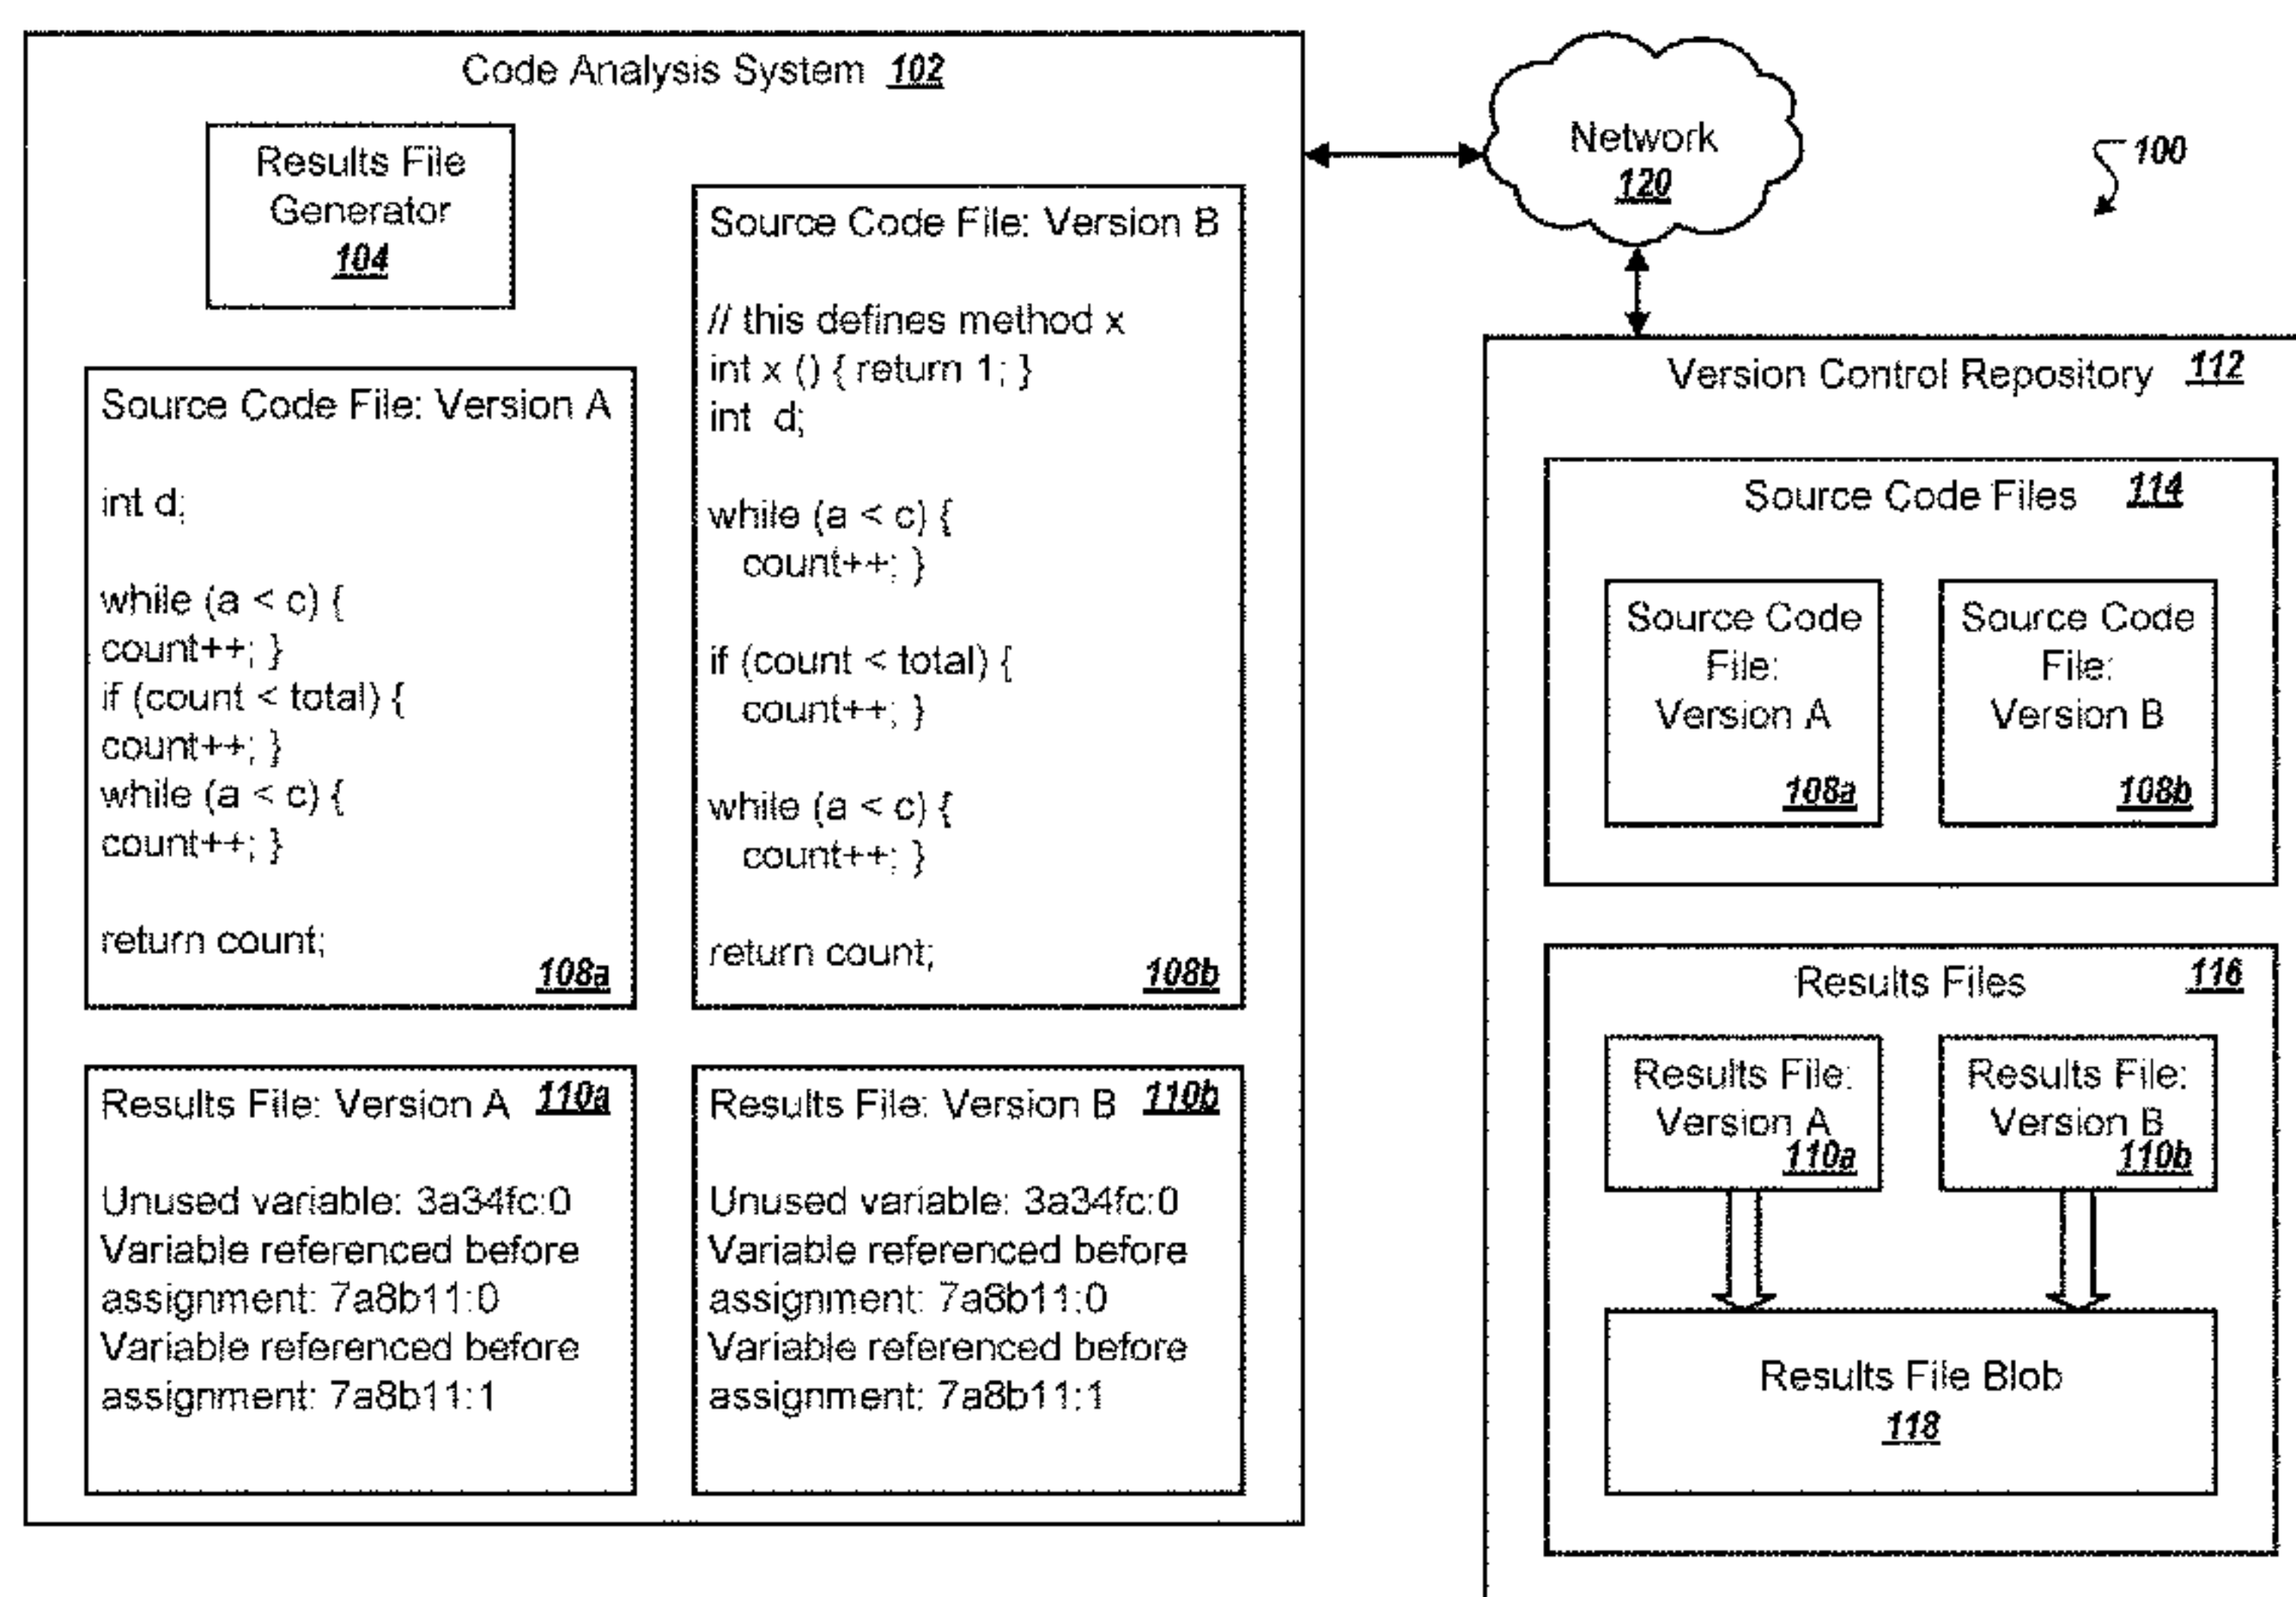 Code Analysis System 102
Results File
Generator
104
Source Code File: Version A
int d;
while (a < c) {
count++; }
if (count < total) {
count++; }
while (a < c) {
count++; }
return count;
108a
Source Code File: Version B
// this defines method x
int x () { return 1; }
int  d;
while (a < c) {
count++; }
if (count < total) {
count++; }
while (a < c) {
count++; }
return count;
108b
Results File: Version A 110a
Unused variable: 3a34fc:0
Variable referenced before
assignment: 7a8b11:0
Variable referenced before
assignment: 7a8b11:1
Results File: Version B 110b
Unused variable: 3a34fc:0
Variable referenced before
assignment: 7a8b11:0
Variable referenced before
assignment: 7a8b11:1
Network
120
100
Version Control Repository 112
Source Code Files 114
Source Code
File:
Version A
108a
Source Code
File:
Version B
108b
Results Files 116
Results File:
Version A
110a
Results File:
Version B
110b
Results File Blob
118